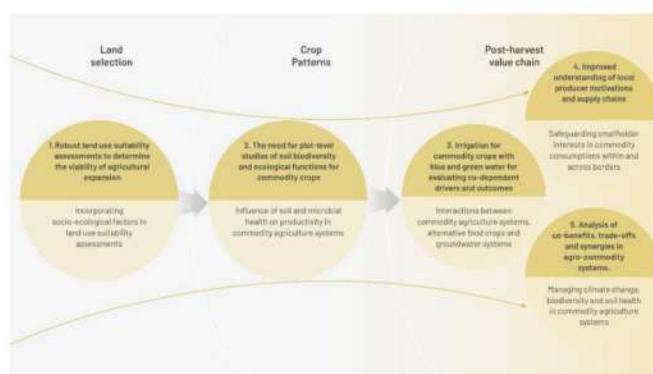 Land
selection
Crop
Patterns
Post-harvest
value chain
1. Robust land use suitability
assessments to determine
the viability of agricultural
expansion
Incorporating
socio-ecological factors in
land use suitability
assessments
2. The need for plot-level
studies of soil biodiversity
and ecological functions for
commodity crops
Influence of soil and microbial
health on productivity in
commodity agriculture systems
3. Irrigation for
commodity crops with
blue and green water for
evaluating co-dependent
drivers and outcomes
Interactions between
commodity agriculture systems,
alternative food crops and
groundwater systems
4. Improved
understanding of local
producer motivations
and supply chains
Safeguarding smallholder
interests in commodity
consumptions within and
across borders
5. Analysis of
co-benefits, trade-offs
and synergies in
agro-commodity
systems.
Managing climate change,
biodiversity and soil health
in commodity agriculture
systems